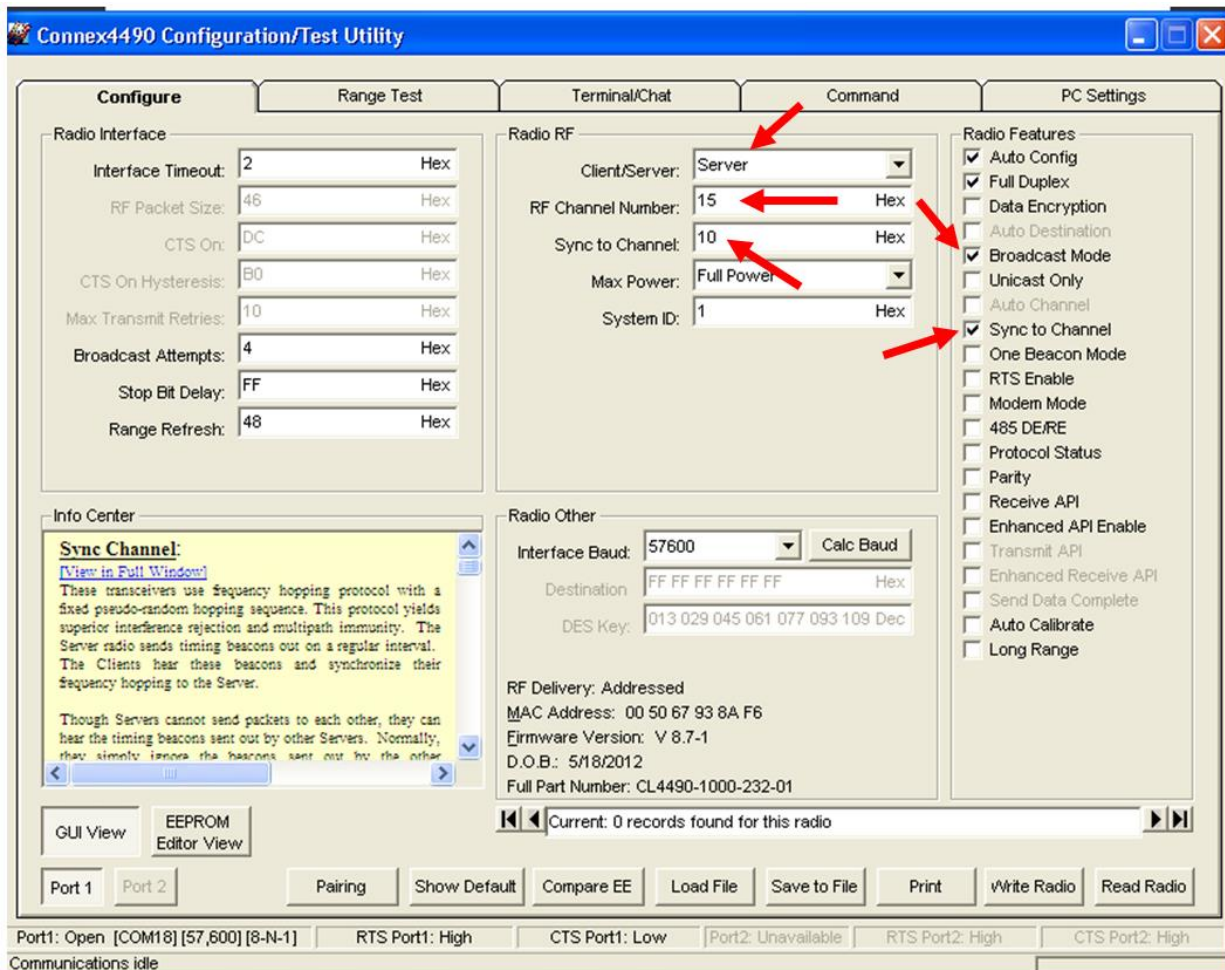 Connex4490 Configuration/Test Utility
Configure
Range Test
Terminal/Chat
Command
PC Settings
Radio Interface
Interface Timeout: 2 Hex
RF Packet Size: 46 Hex
CTS On: DC Hex
CTS On Hysteresis: B0 Hex
Max Transmit Retries: 10 Hex
Broadcast Attempts: 4 Hex
Stop Bit Delay: FF Hex
Range Refresh: 48 Hex
Radio RF
Client/Server: Server
RF Channel Number: 15 Hex
Sync to Channel: 10 Hex
Max Power: Full Power
System ID: 1 Hex
Radio Features
Auto Config
Full Duplex
Data Encryption
Auto Destination
Broadcast Mode
Unicast Only
Auto Channel
Sync to Channel
One Beacon Mode
RTS Enable
Modem Mode
485 DE/RE
Protocol Status
Parity
Receive API
Enhanced API Enable
Transmit API
Enhanced Receive API
Send Data Complete
Auto Calibrate
Long Range
Info Center
Sync Channel:
[View in Full Window]
These transceivers use frequency hopping protocol with a
fixed pseudo-random hopping sequence. This protocol yields
superior interference rejection and multipath immunity. The
Server radio sends timing beacons out on a regular interval.
The Clients hear these beacons and synchronize their
frequency hopping to the Server.
Though Servers cannot send packets to each other, they can
hear the timing beacons sent out by other Servers. Normally,
they simply ignore the beacons sent out by the other
Radio Other
Interface Baud: 57600 Calc Baud
Destination FF FF FF FF FF FF Hex
DES Key: 013 029 045 061 077 093 109 Dec
RF Delivery: Addressed
MAC Address: 00 50 67 93 8A F6
Firmware Version: V 8.7-1
D.O.B.: 5/18/2012
Full Part Number: CL4490-1000-232-01
Current: 0 records found for this radio
GUI View
EEPROM
Editor View
Port 1
Port 2
Pairing
Show Default
Compare EE
Load File
Save to File
Print
Write Radio
Read Radio
Port1: Open [COM18] [57,600] [8-N-1]
RTS Port1: High
CTS Port1: Low
Port2: Unavailable
RTS Port2: High
CTS Port2: High
Communications idle